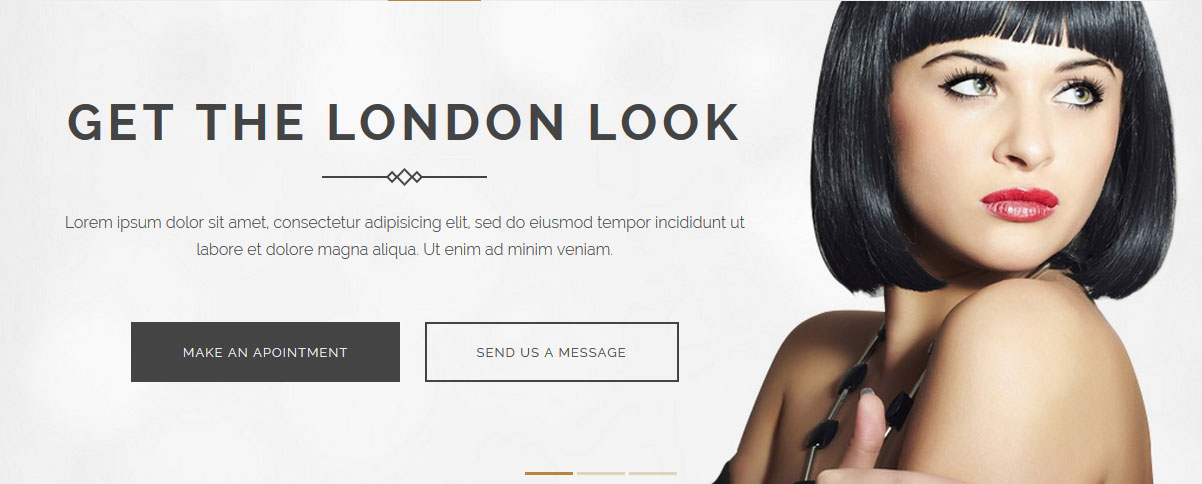 GET THE LONDON LOOK
Lorem ipsum dolor sit amet, consectetur adipisicing elit, sed do eiusmod tempor incididunt ut
labore et dolore magna aliqua. Ut enim ad minim veniam.
MAKE AN APOINTMENT
SEND US A MESSAGE